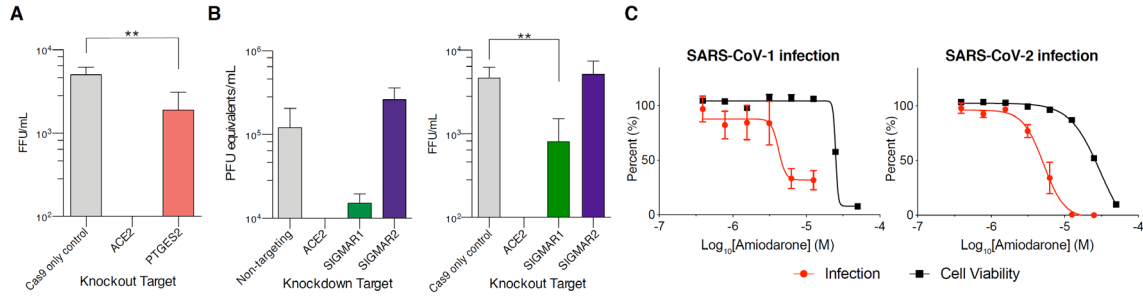 A
**
10⁴
10³
10²
FFU/mL
Cas9 only control
ACE2
PTGES2
Knockout Target
B
10⁶
10⁵
10⁴
PFU equivalents/mL
Non-targeting
ACE2
SIGMAR1
SIGMAR2
Knockdown Target
**
10⁴
10³
10²
FFU/mL
Cas9 only control
ACE2
SIGMAR1
SIGMAR2
Knockout Target
C
SARS-CoV-1 infection
100
50
0
Percent (%)
-7 -6 -5 -4
Log₁₀[Amiodarone] (M)
SARS-CoV-2 infection
100
50
0
Percent (%)
-7 -6 -5 -4
Log₁₀[Amiodarone] (M)
Infection Cell Viability